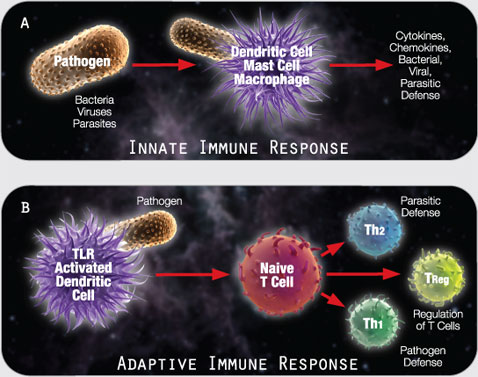 A
Pathogen
Bacteria
Viruses
Parasites
Dendritic Cell
Mast Cell
Macrophage
Cytokines,
Chemokines,
Bacterial,
Viral,
Parasitic
Defense
INNATE IMMUNE RESPONSE
B
Pathogen
TLR
Activated
Dendritic
Cell
Naive
T Cell
Parasitic
Defense
Th2
TReg
Regulation
of T Cells
Th1
Pathogen
Defense
ADAPTIVE IMMUNE RESPONSE